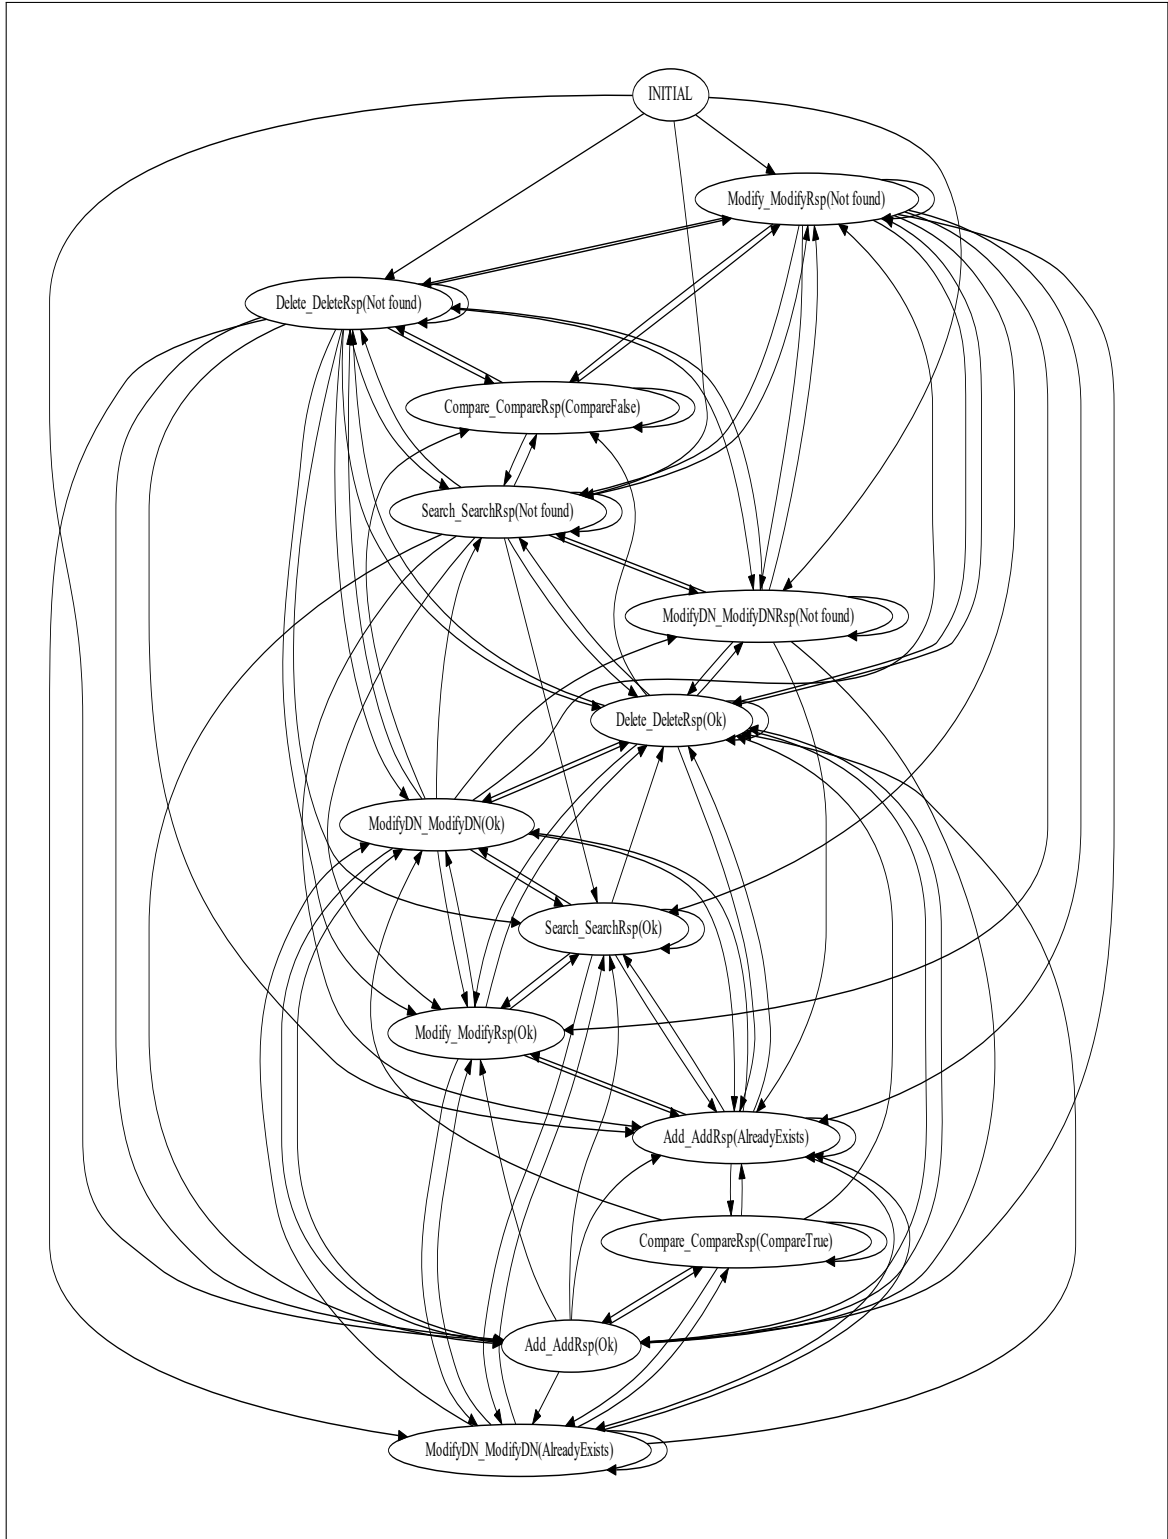 INITIAL
Modify_ModifyRsp(Not found)
Delete_DeleteRsp(Not found)
Compare_CompareRsp(CompareFalse)
Search_SearchRsp(Not found)
ModifyDN_ModifyDNRsp(Not found)
Delete_DeleteRsp(Ok)
ModifyDN_ModifyDN(Ok)
Search_SearchRsp(Ok)
Modify_ModifyRsp(Ok)
Add_AddRsp(AlreadyExists)
Compare_CompareRsp(CompareTrue)
Add_AddRsp(Ok)
ModifyDN_ModifyDN(AlreadyExists)